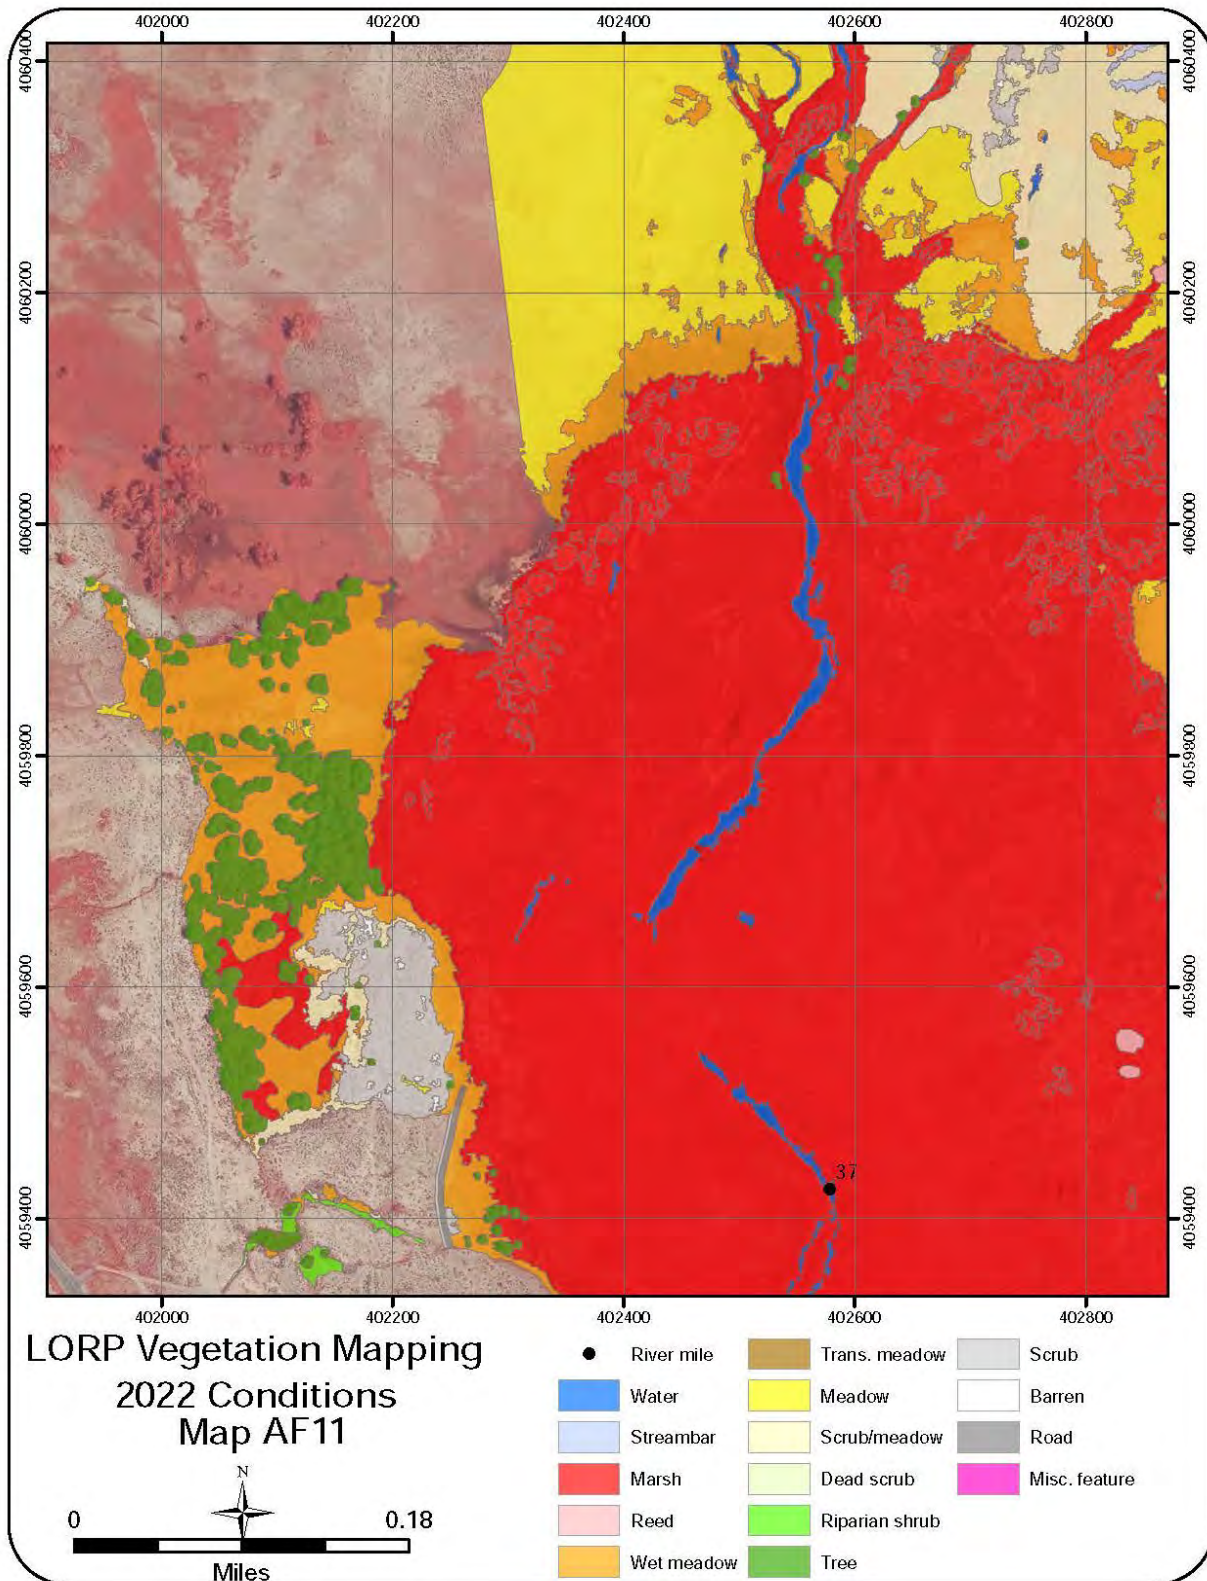 402000 402200 402400 402600 402800
4060400 4060400
4060200 4060200
4060000 4060000
4059800 4059800
4059600 4059600
37
4059400 4059400
402000 402200 402400 402600 402800
LORP Vegetation Mapping
2022 Conditions
Map AF11
N
0 0.18
Miles
River mile
Water
Streambar
Marsh
Reed
Wet meadow
Trans. meadow
Meadow
Scrub/meadow
Dead scrub
Riparian shrub
Tree
Scrub
Barren
Road
Misc. feature